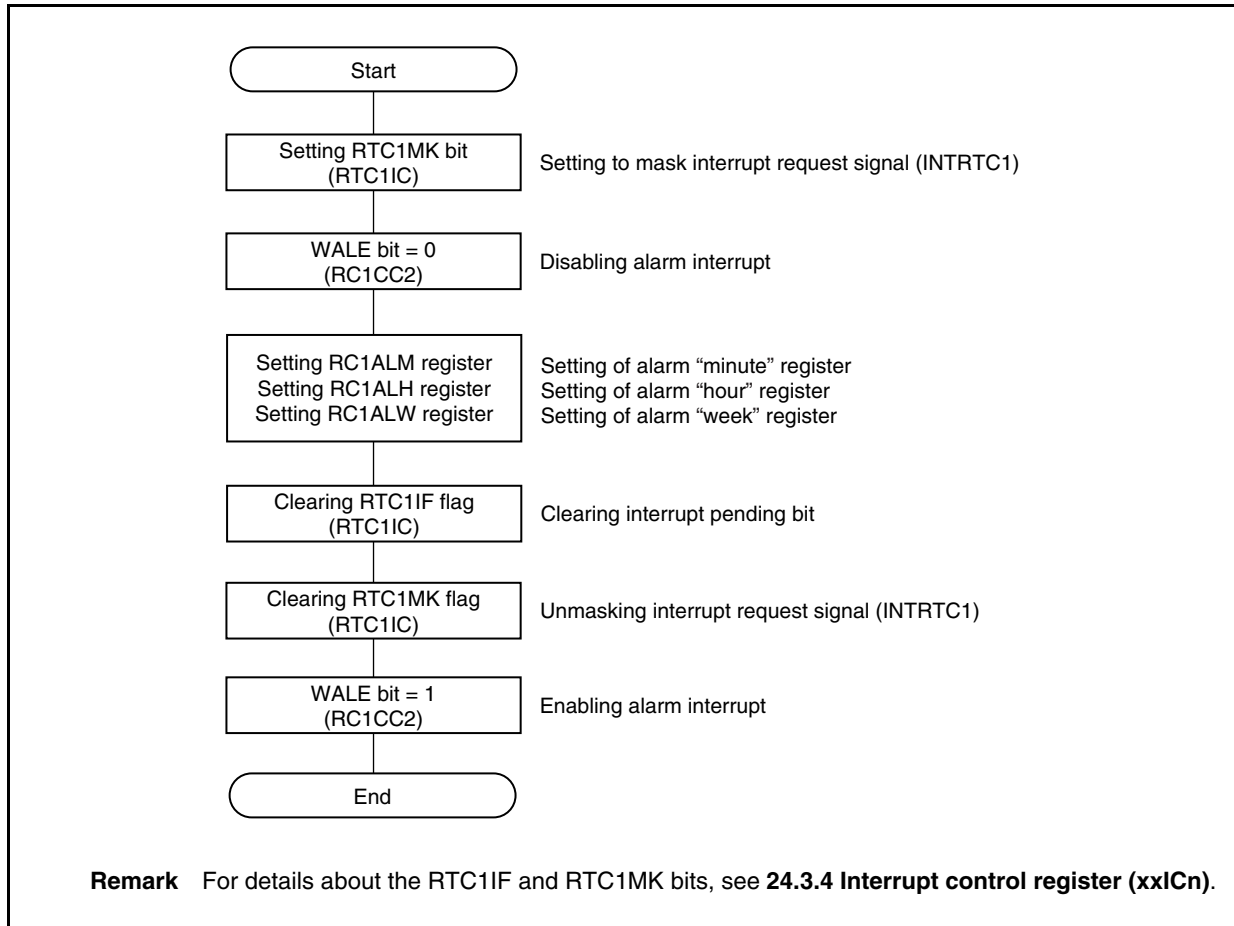 Start
Setting RTC1MK bit
(RTC1IC)
Setting to mask interrupt request signal (INTRTC1)
WALE bit = 0
(RC1CC2)
Disabling alarm interrupt
Setting RC1ALM register
Setting of alarm “minute” register
Setting RC1ALH register
Setting of alarm “hour” register
Setting RC1ALW register
Setting of alarm “week” register
Clearing RTC1IF flag
(RTC1IC)
Clearing interrupt pending bit
Clearing RTC1MK flag
(RTC1IC)
Unmasking interrupt request signal (INTRTC1)
WALE bit = 1
(RC1CC2)
Enabling alarm interrupt
End
Remark For details about the RTC1IF and RTC1MK bits, see 24.3.4 Interrupt control register (xxICn).